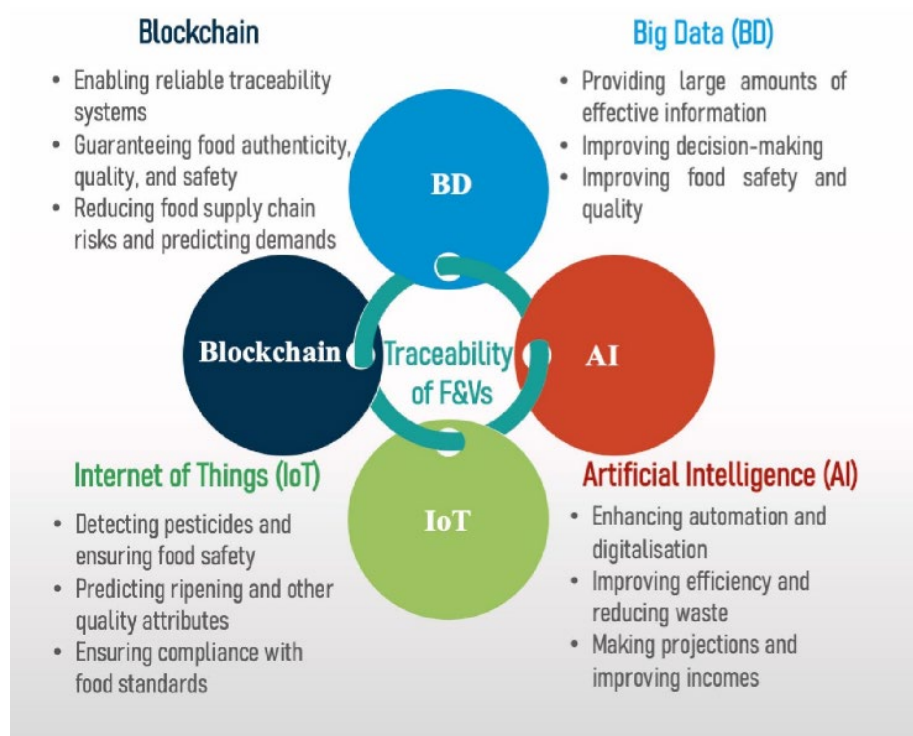 Blockchain
• Enabling reliable traceability
systems
• Guaranteeing food authenticity,
quality, and safety
• Reducing food supply chain
risks and predicting demands
Big Data (BD)
• Providing large amounts of
effective information
• Improving decision-making
• Improving food safety and
quality
BD
Blockchain
Traceability
of F&Vs
AI
IoT
Internet of Things (IoT)
• Detecting pesticides and
ensuring food safety
• Predicting ripening and other
quality attributes
• Ensuring compliance with
food standards
Artificial Intelligence (AI)
• Enhancing automation and
digitalisation
• Improving efficiency and
reducing waste
• Making projections and
improving incomes